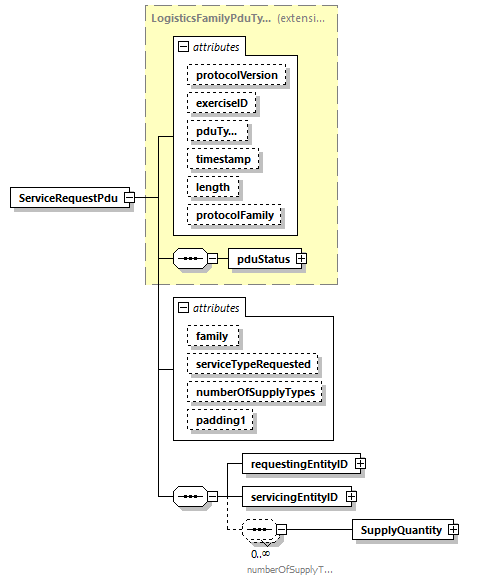 LogisticsFamilyPduTy... (extensi...
attributes
protocolVersion
exerciseID
pduTy...
timestamp
length
protocolFamily
ServiceRequestPdu
pduStatus
attributes
family
serviceTypeRequested
numberOfSupplyTypes
padding1
requestingEntityID
servicingEntityID
SupplyQuantity
0..∞
numberOfSupplyT...